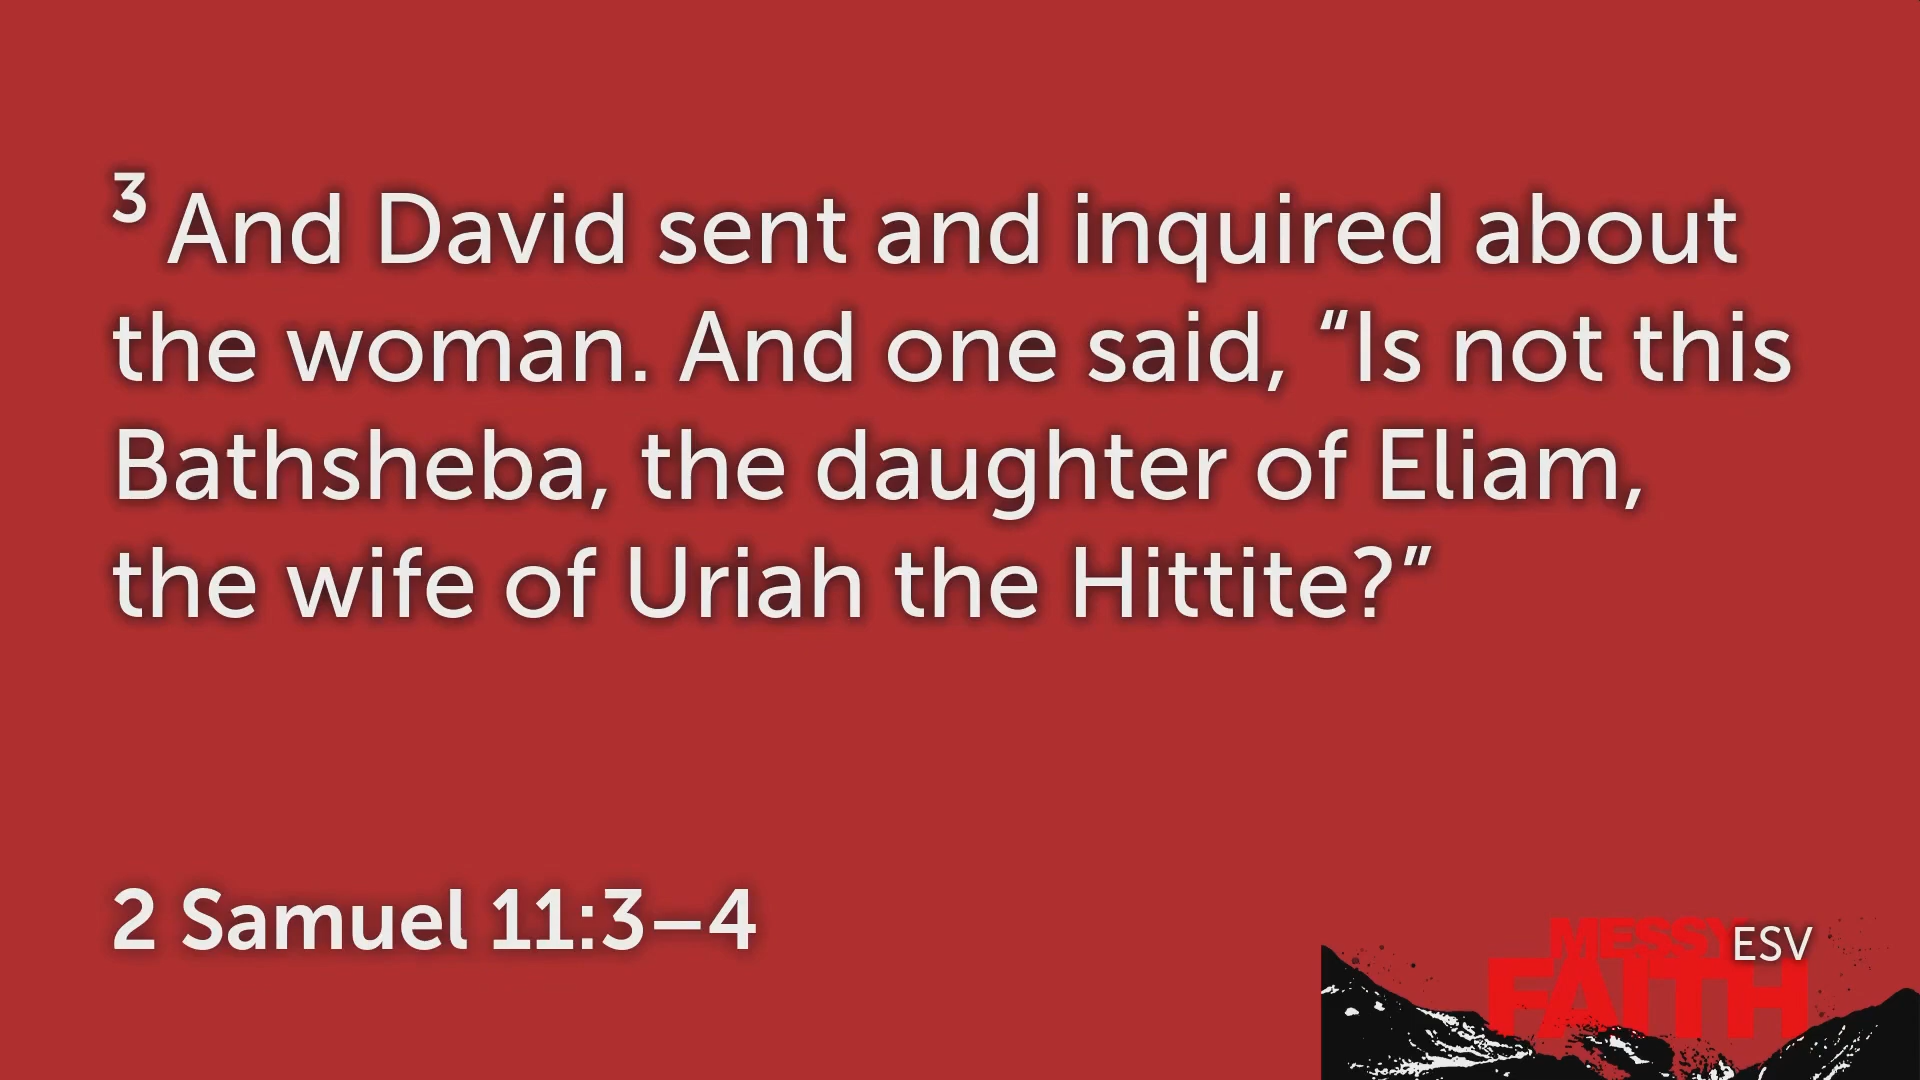 ³ And David sent and inquired about
the woman. And one said, “Is not this
Bathsheba, the daughter of Eliam,
the wife of Uriah the Hittite?”
2 Samuel 11:3–4
MESSY
ESV
FAITH